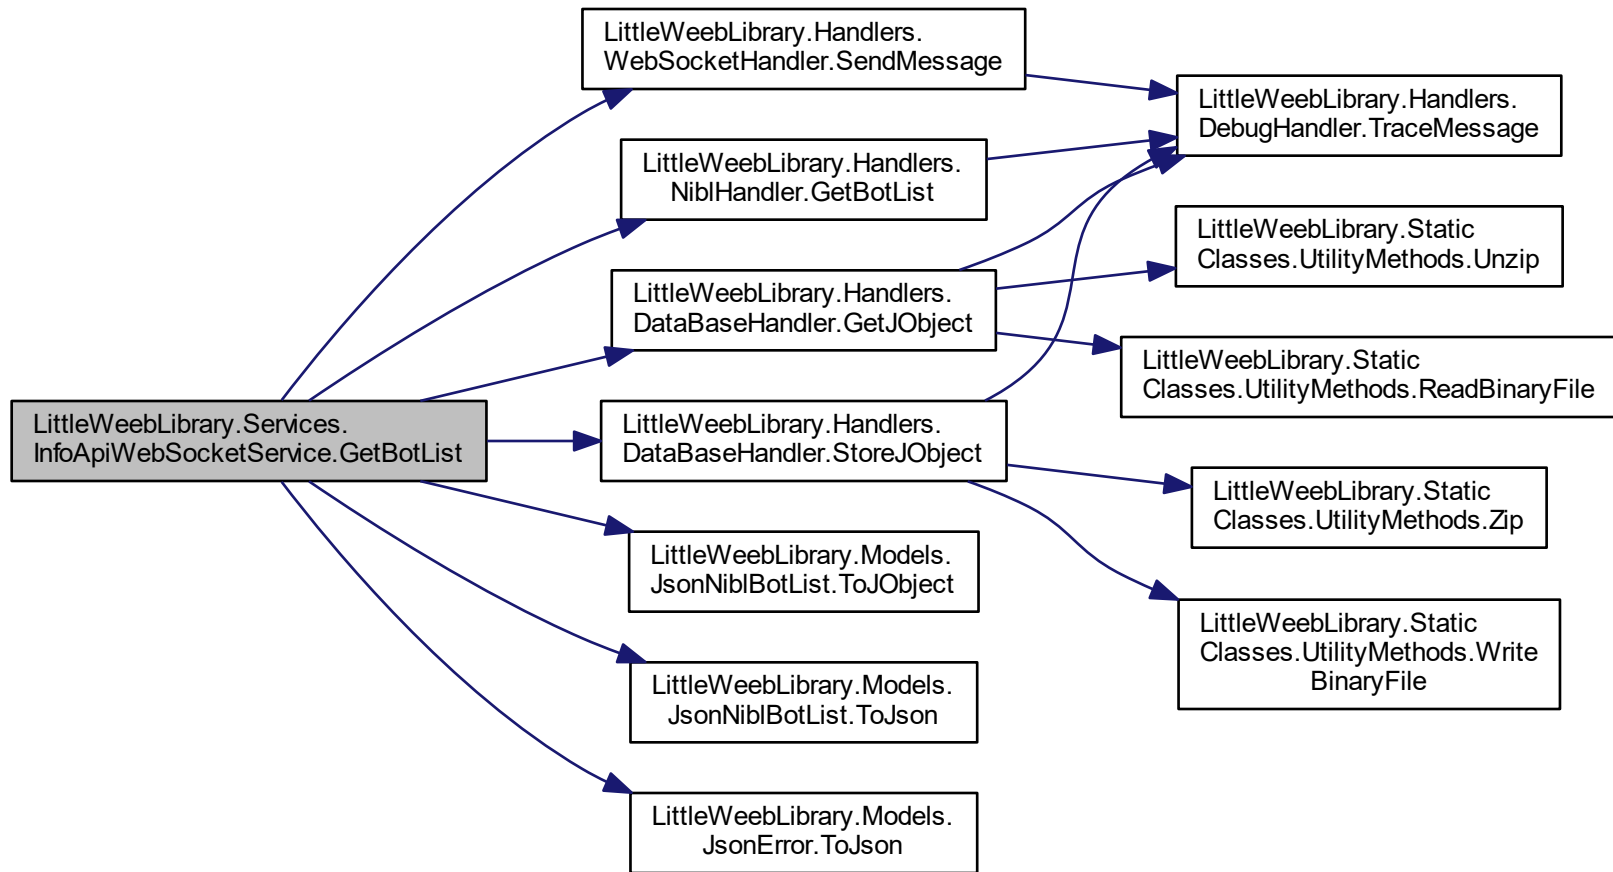 LittleWeebLibrary.Services.
InfoApiWebSocketService.GetBotList
LittleWeebLibrary.Handlers.
WebSocketHandler.SendMessage
LittleWeebLibrary.Handlers.
NiblHandler.GetBotList
LittleWeebLibrary.Handlers.
DataBaseHandler.GetJObject
LittleWeebLibrary.Handlers.
DataBaseHandler.StoreJObject
LittleWeebLibrary.Models.
JsonNiblBotList.ToJObject
LittleWeebLibrary.Models.
JsonNiblBotList.ToJson
LittleWeebLibrary.Models.
JsonError.ToJson
LittleWeebLibrary.Handlers.
DebugHandler.TraceMessage
LittleWeebLibrary.Static
Classes.UtilityMethods.Unzip
LittleWeebLibrary.Static
Classes.UtilityMethods.ReadBinaryFile
LittleWeebLibrary.Static
Classes.UtilityMethods.Zip
LittleWeebLibrary.Static
Classes.UtilityMethods.Write
BinaryFile